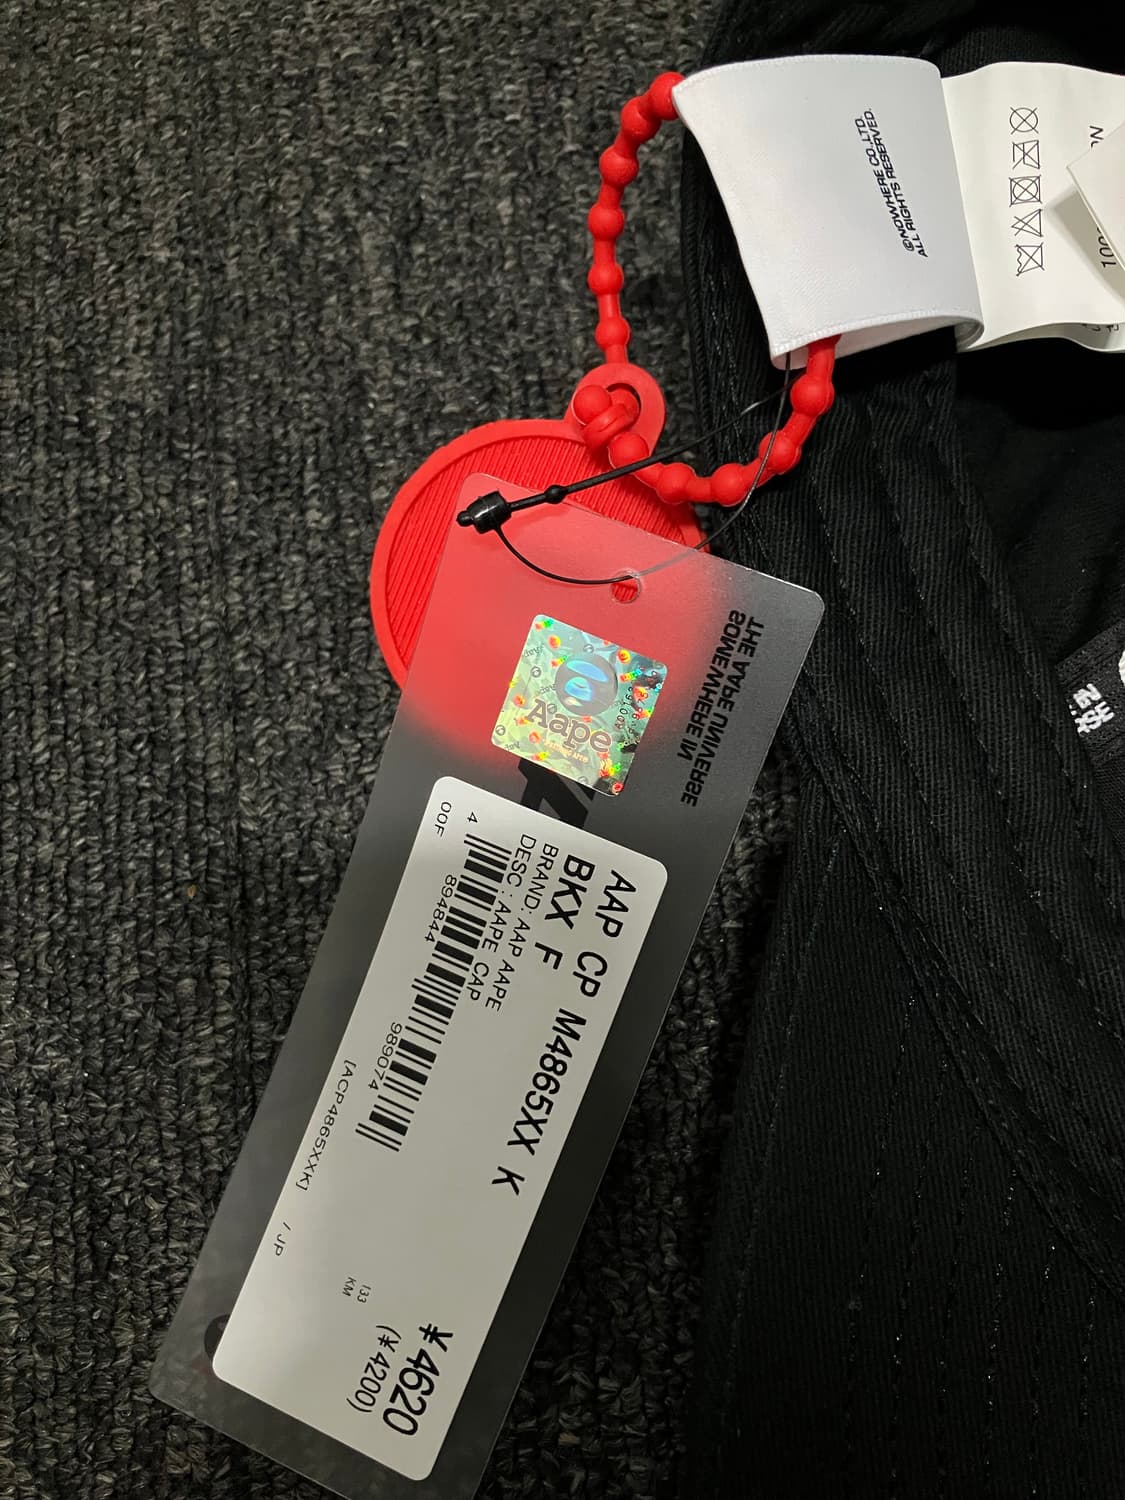 ©NOWHERE CO.,LTD.
ALL RIGHTS RESERVED.
SOMEWHERE IN
THE AAPE UNIVERSE
Aape
AAP CP M4865XX K
BKX F
BRAND: AAP AAPE
DESC : AAPE CAP
4 894844 989074
00F
[ACP4865XXK] / JP
133
KM
¥4620
(¥4200)